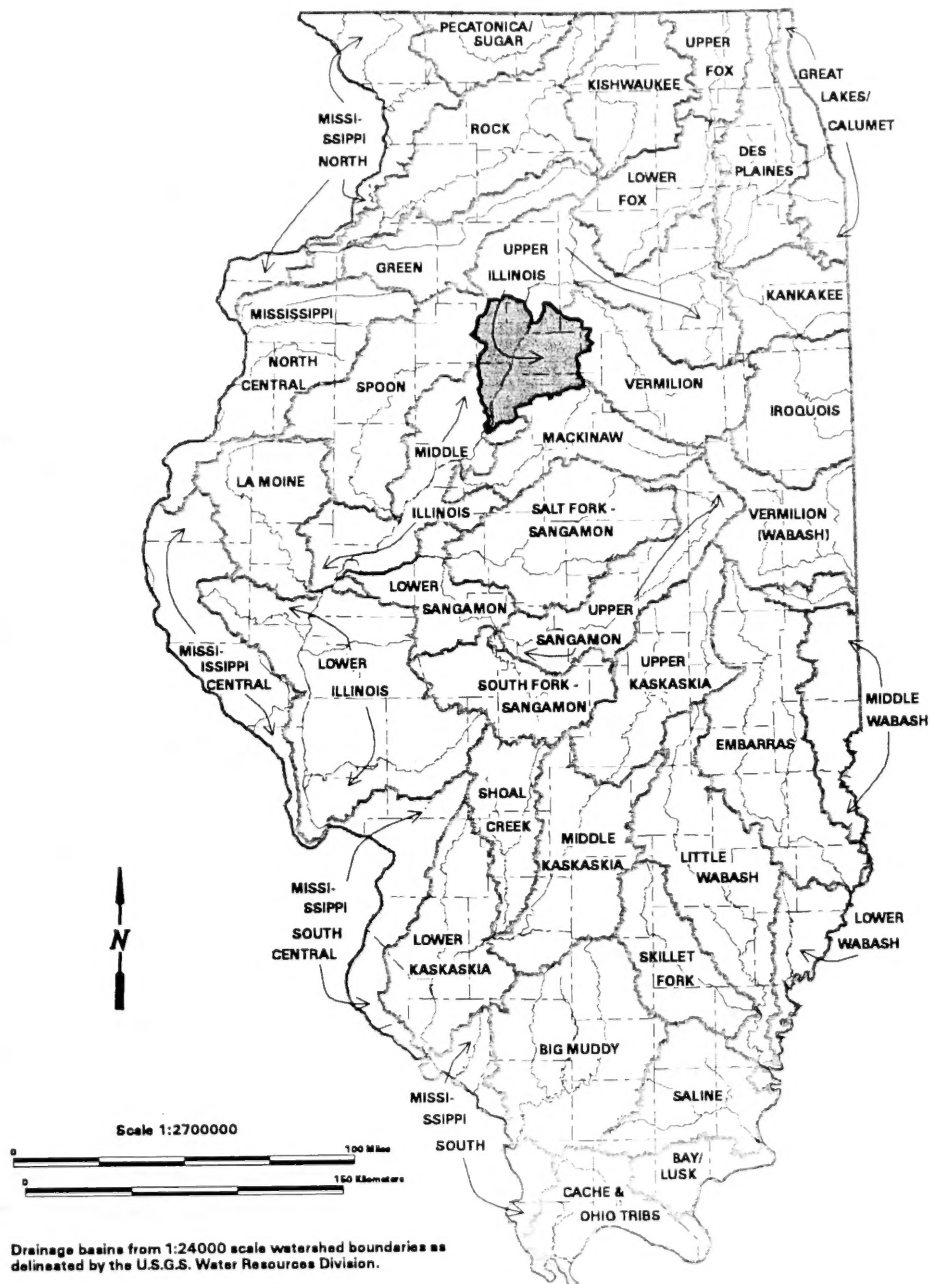 PECATONICA/
SUGAR
UPPER
FOX
KISHWAUKEE
GREAT
LAKES/
CALUMET
MISSI-
SSIPPI
NORTH
ROCK
DES
PLAINES
LOWER
FOX
UPPER
ILLINOIS
GREEN
KANKAKEE
MISSISSIPPI
NORTH
CENTRAL
SPOON
VERMILION
IROQUOIS
MACKINAW
MIDDLE
ILLINOIS
LA MOINE
SALT FORK -
SANGAMON
VERMILION
(WABASH)
LOWER
SANGAMON
UPPER
SANGAMON
MISSI-
ISSIPPI
CENTRAL
LOWER
ILLINOIS
SOUTH FORK -
SANGAMON
UPPER
KASKASKIA
MIDDLE
WABASH
EMBARRAS
SHOAL
CREEK
MIDDLE
KASKASKIA
LITTLE
WABASH
MISSI-
SSIPPI
SOUTH
CENTRAL
LOWER
KASKASKIA
SKILLET
FORK
LOWER
WABASH
N
BIG MUDDY
SALINE
MISSI-
SSIPPI
SOUTH
BAY/
LUSK
CACHE &
OHIO TRIBS
Scale 1:2700000
0 100 Miles
0 150 Kilometers
Drainage basins from 1:24000 scale watershed boundaries as
delineated by the U.S.G.S. Water Resources Division.